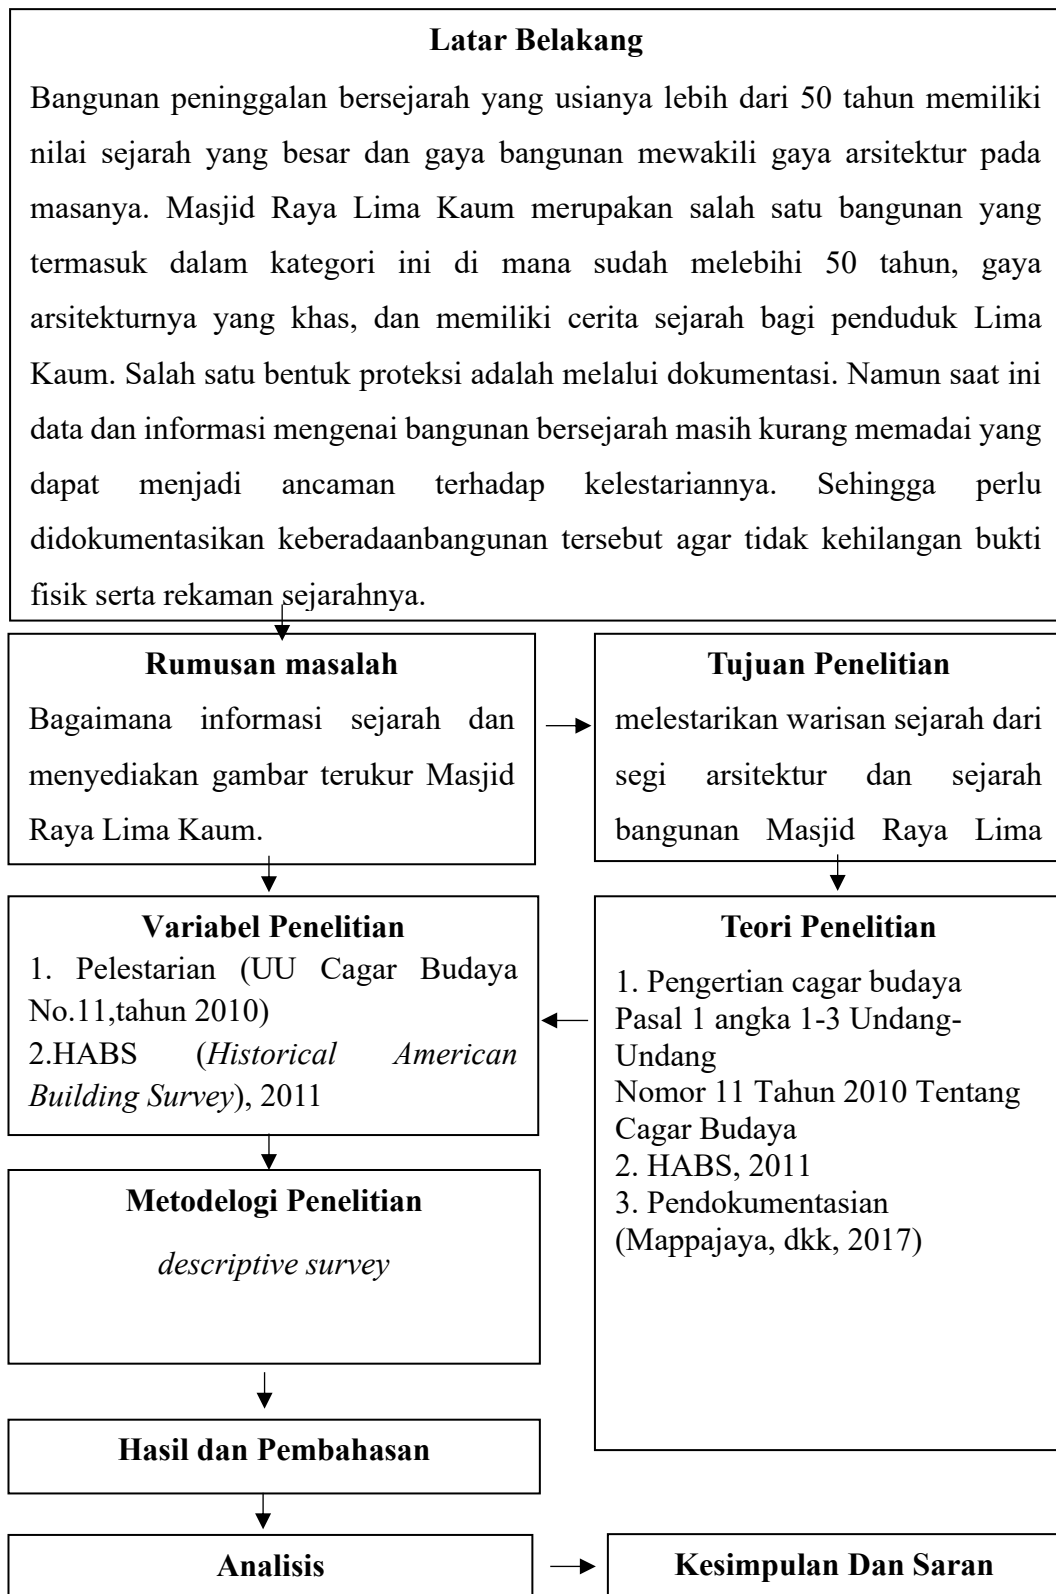 Latar Belakang
Bangunan peninggalan bersejarah yang usianya lebih dari 50 tahun memiliki
nilai sejarah yang besar dan gaya bangunan mewakili gaya arsitektur pada
masanya. Masjid Raya Lima Kaum merupakan salah satu bangunan yang
termasuk dalam kategori ini di mana sudah melebihi 50 tahun, gaya
arsitekturnya yang khas, dan memiliki cerita sejarah bagi penduduk Lima
Kaum. Salah satu bentuk proteksi adalah melalui dokumentasi. Namun saat ini
data dan informasi mengenai bangunan bersejarah masih kurang memadai yang
dapat menjadi ancaman terhadap kelestariannya. Sehingga perlu
didokumentasikan keberadaanbangunan tersebut agar tidak kehilangan bukti
fisik serta rekaman sejarahnya.
Rumusan masalah
Bagaimana informasi sejarah dan
menyediakan gambar terukur Masjid
Raya Lima Kaum.
Tujuan Penelitian
melestarikan warisan sejarah dari
segi arsitektur dan sejarah
bangunan Masjid Raya Lima
Variabel Penelitian
1. Pelestarian (UU Cagar Budaya
No.11,tahun 2010)
2.HABS (Historical American
Building Survey), 2011
Teori Penelitian
1. Pengertian cagar budaya
Pasal 1 angka 1-3 Undang-
Undang
Nomor 11 Tahun 2010 Tentang
Cagar Budaya
2. HABS, 2011
3. Pendokumentasian
(Mappajaya, dkk, 2017)
Metodelogi Penelitian
descriptive survey
Hasil dan Pembahasan
Analisis
Kesimpulan Dan Saran